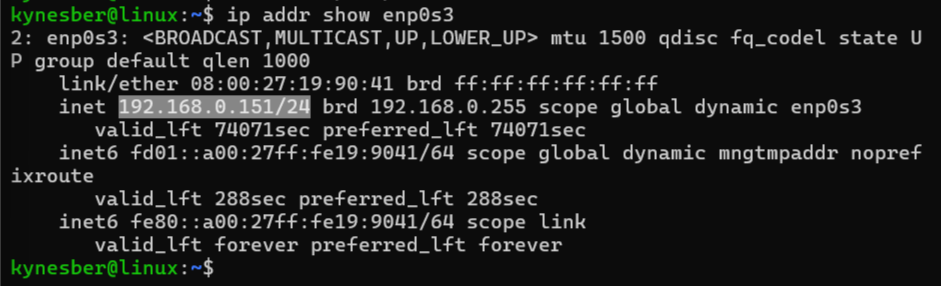 kynesber@linux:~$ ip addr show enp0s3
2: enp0s3: <BROADCAST,MULTICAST,UP,LOWER_UP> mtu 1500 qdisc fq_codel state U
P group default qlen 1000
    link/ether 08:00:27:19:90:41 brd ff:ff:ff:ff:ff:ff
    inet 192.168.0.151/24 brd 192.168.0.255 scope global dynamic enp0s3
       valid_lft 74071sec preferred_lft 74071sec
    inet6 fd01::a00:27ff:fe19:9041/64 scope global dynamic mngtmpaddr nopref
ixroute
       valid_lft 288sec preferred_lft 288sec
    inet6 fe80::a00:27ff:fe19:9041/64 scope link
       valid_lft forever preferred_lft forever
kynesber@linux:~$